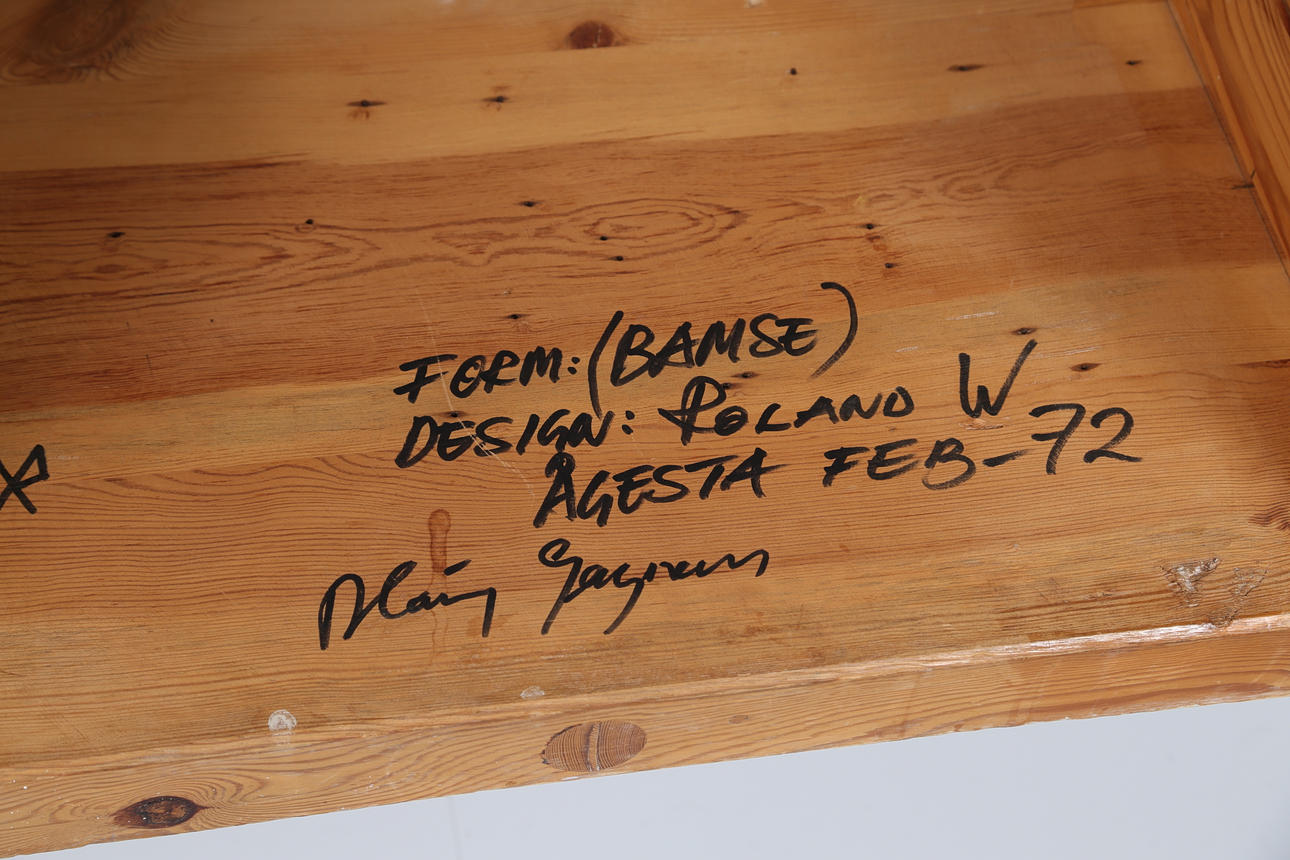 FORM: (BAMSE)
DESIGN: ROLAND W
ÅGESTA FEB-72